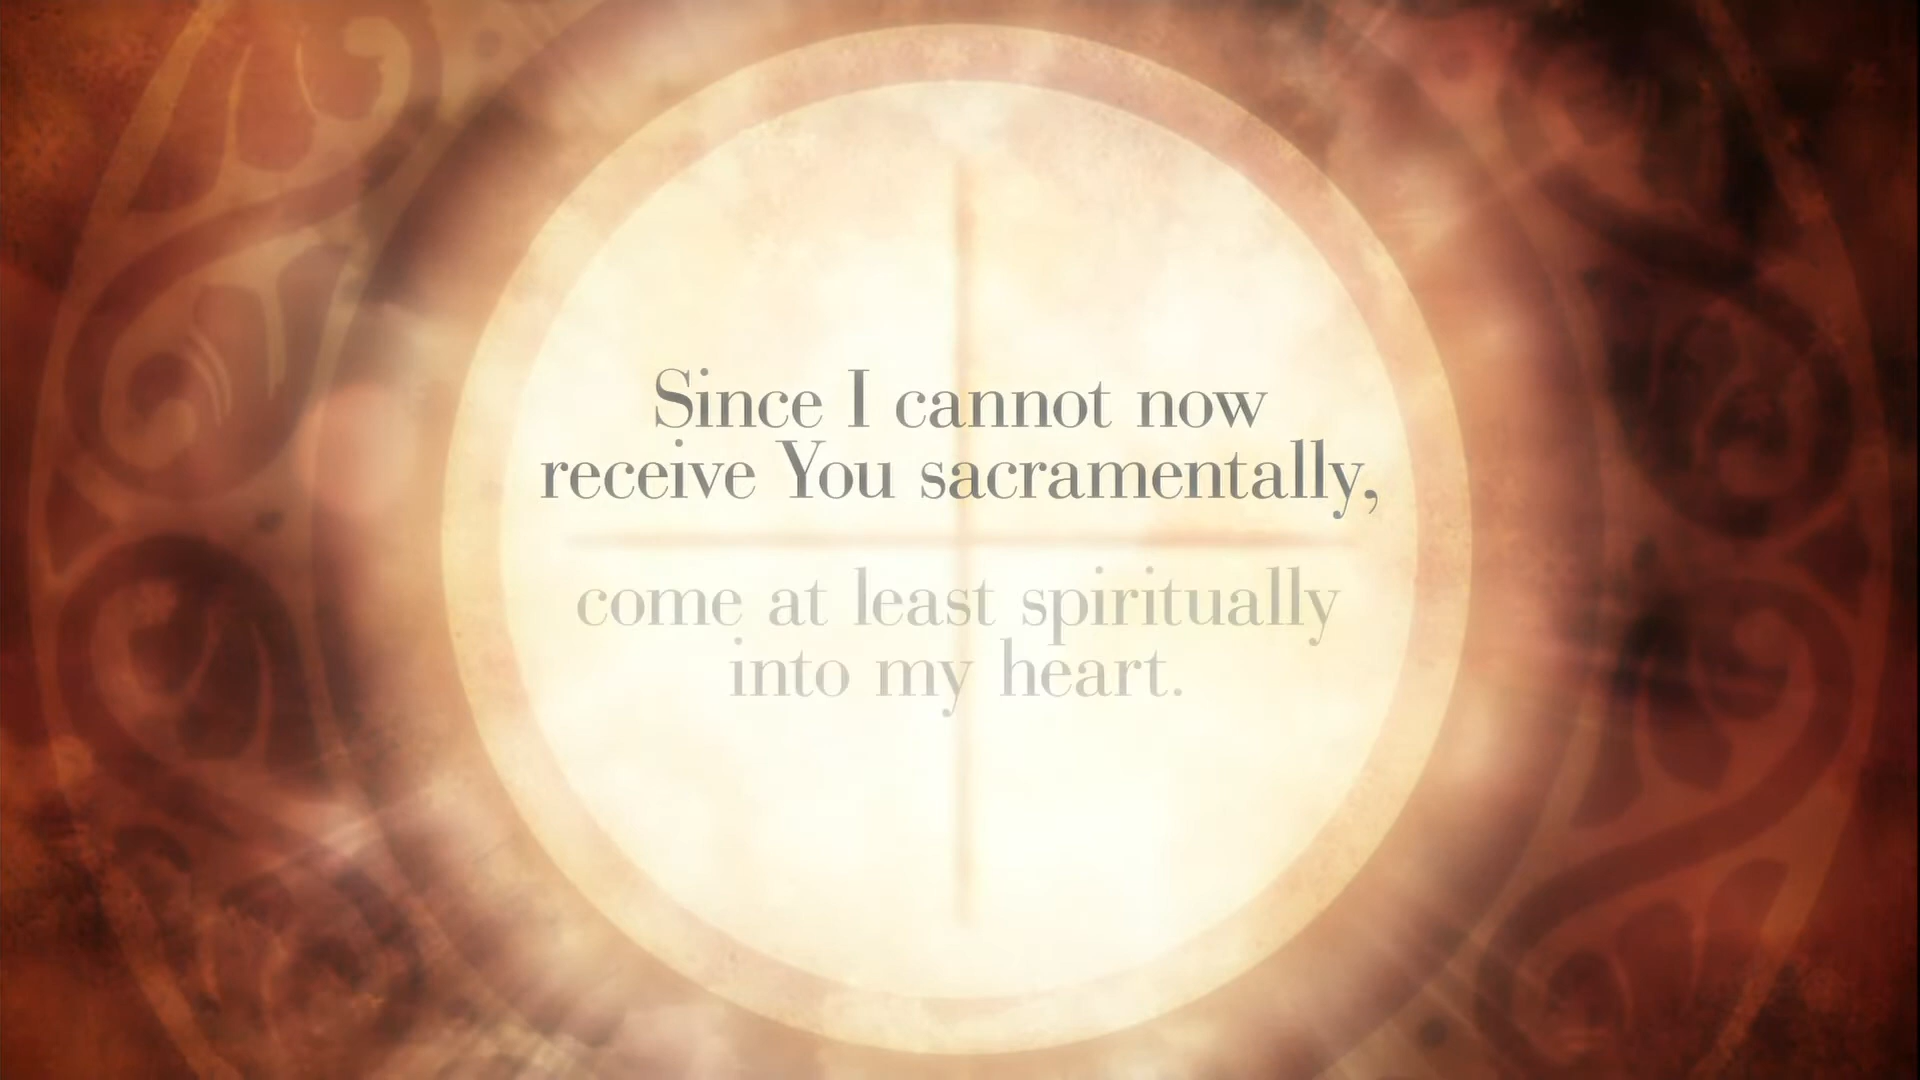 Since I cannot now
receive You sacramentally,
come at least spiritually
into my heart.